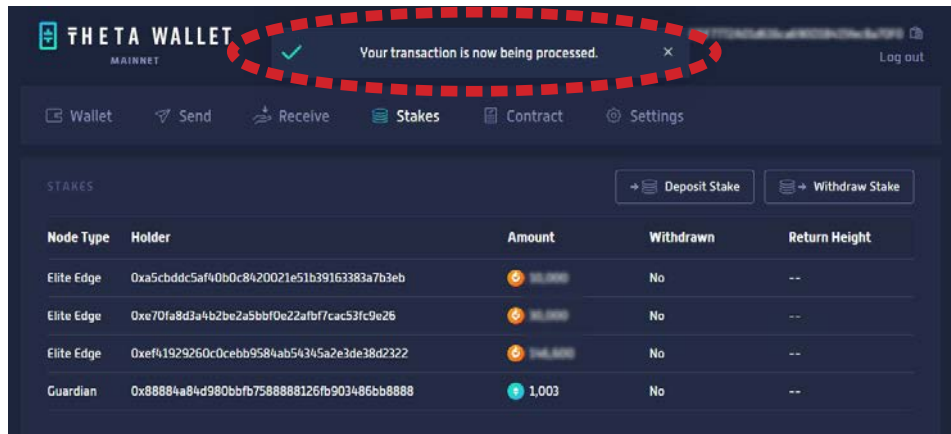 THETA WALLET
MAINNET
Your transaction is now being processed.
Log out
Wallet Send Receive Stakes Contract Settings
STAKES
Deposit Stake Withdraw Stake
Node Type Holder Amount Withdrawn Return Height
Elite Edge 0xa5cbddc5af40b0c8420021e51b39163383a7b3eb No --
Elite Edge 0xe70fa8d3a4b2be2a5bbf0e22afbf7cac53fc9e26 No --
Elite Edge 0xef41929260c0cebb9584ab54345a2e3de38d2322 No --
Guardian 0x88884a84d980bbfb7588888126fb903486bb8888 1,003 No --